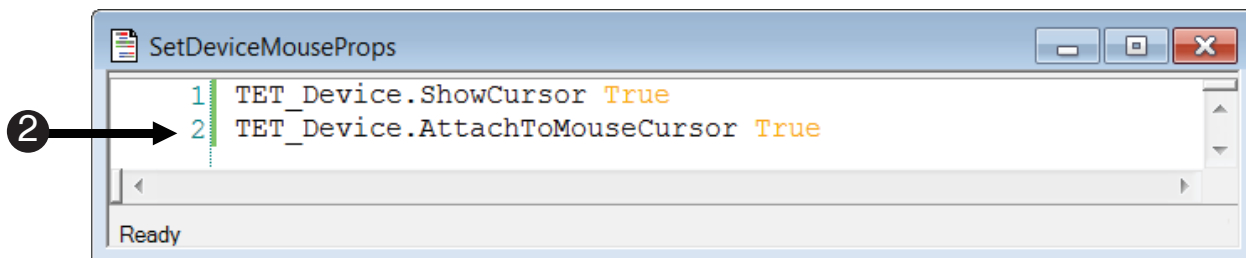 SetDeviceMouseProps
1 TET_Device.ShowCursor True
2 2 TET_Device.AttachToMouseCursor True
Ready